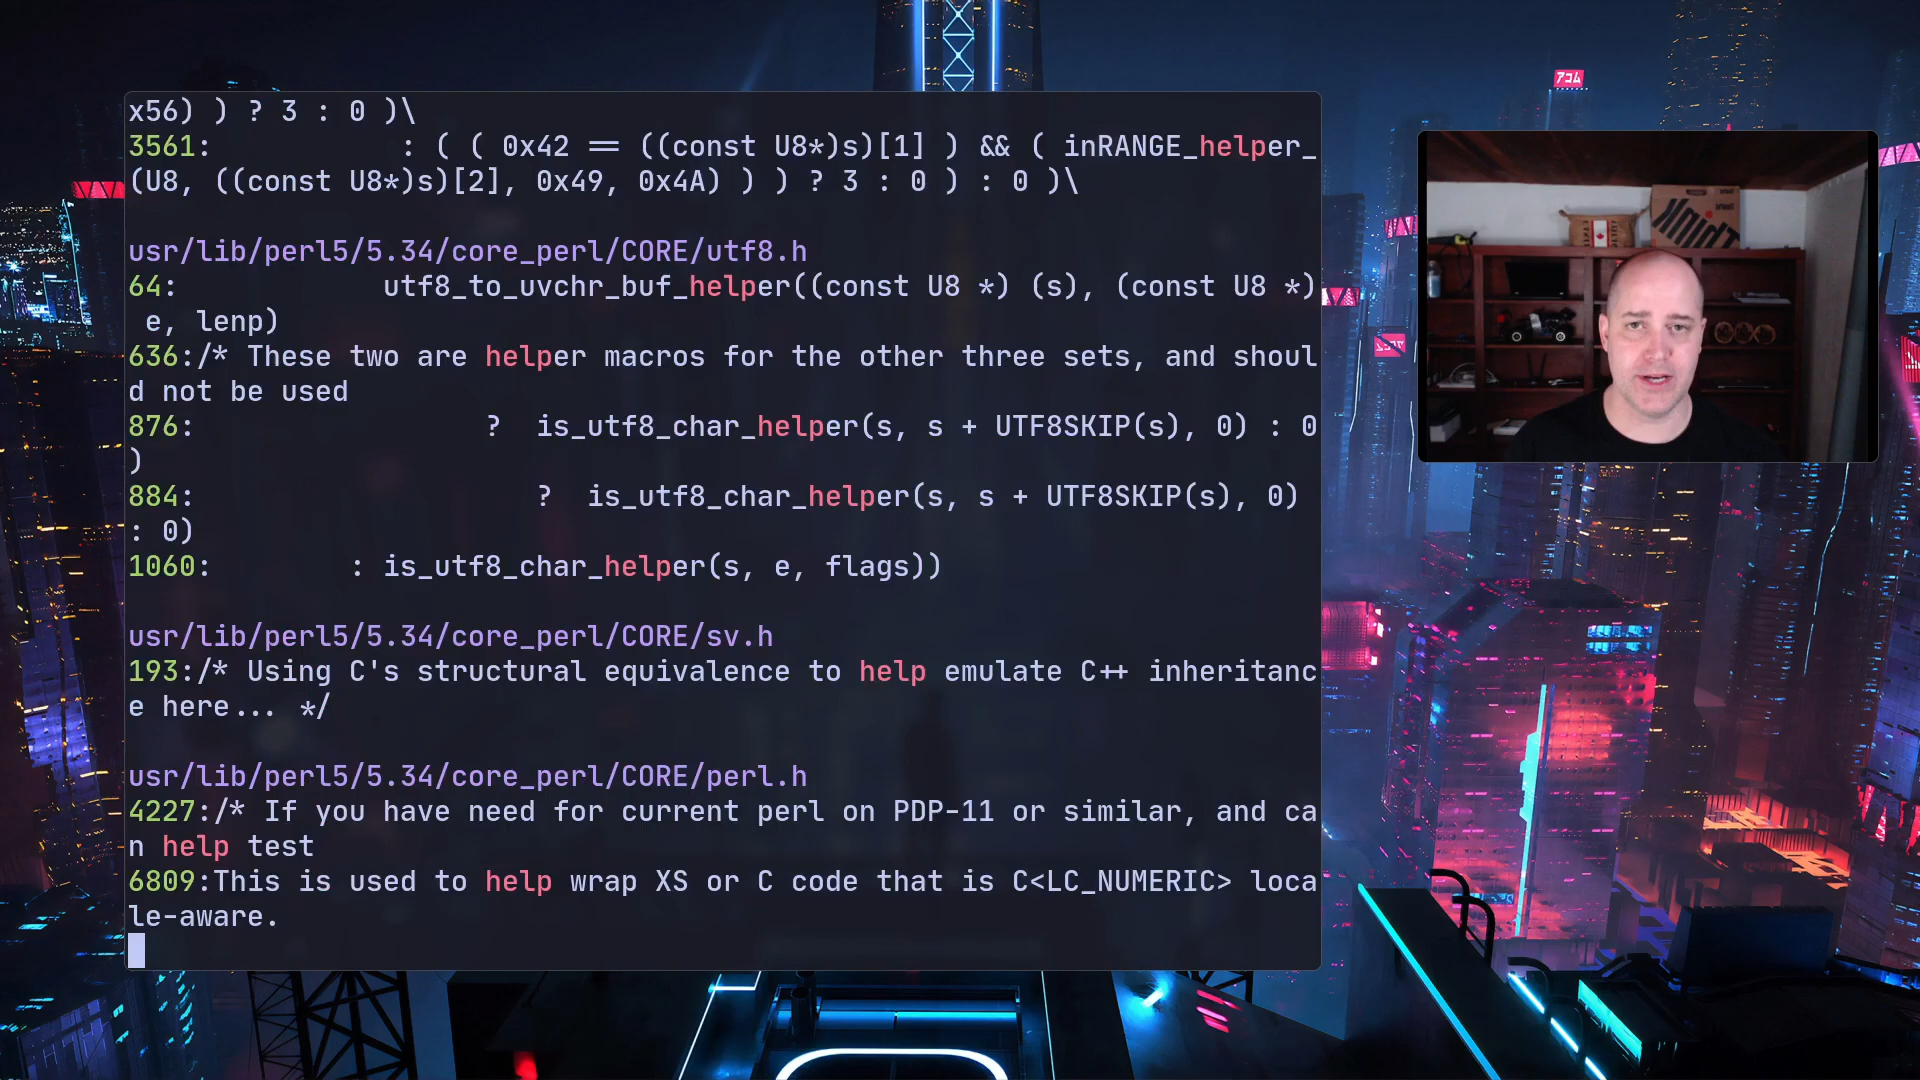 x56) ) ? 3 : 0 )\
3561:           : ( ( 0x42 == ((const U8*)s)[1] ) && ( inRANGE_helper_
(U8, ((const U8*)s)[2], 0x49, 0x4A) ) ) ? 3 : 0 ) : 0 )\
usr/lib/perl5/5.34/core_perl/CORE/utf8.h
64:            utf8_to_uvchr_buf_helper((const U8 *) (s), (const U8 *)
 e, lenp)
636:/* These two are helper macros for the other three sets, and shoul
d not be used
876:                 ?  is_utf8_char_helper(s, s + UTF8SKIP(s), 0) : 0
)
884:                    ?  is_utf8_char_helper(s, s + UTF8SKIP(s), 0)
: 0)
1060:        : is_utf8_char_helper(s, e, flags))
usr/lib/perl5/5.34/core_perl/CORE/sv.h
193:/* Using C's structural equivalence to help emulate C++ inheritanc
e here... */
usr/lib/perl5/5.34/core_perl/CORE/perl.h
4227:/* If you have need for current perl on PDP-11 or similar, and ca
n help test
6809:This is used to help wrap XS or C code that is C<LC_NUMERIC> loca
le-aware.
アコム